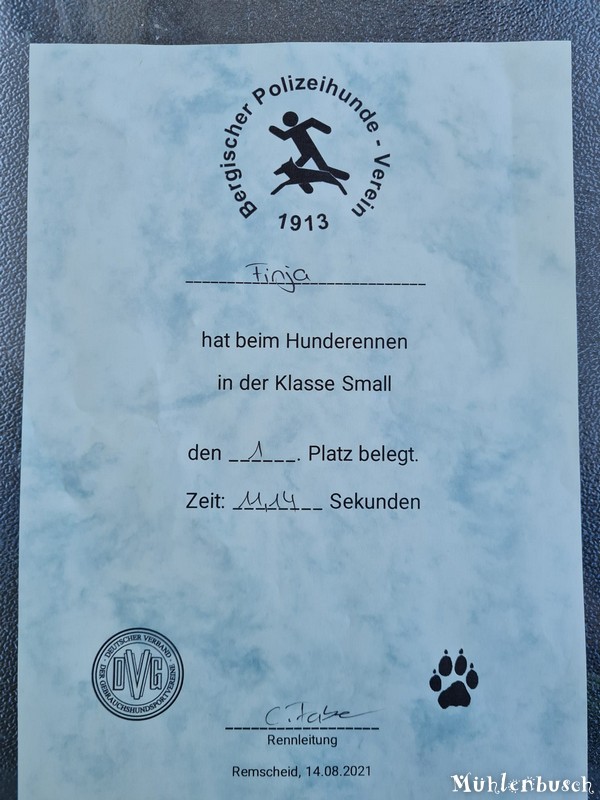 Bergischer Polizeihunde - Verein
1913
Finja
hat beim Hunderennen
in der Klasse Small
den 1. Platz belegt.
Zeit: 11,14 Sekunden
DEUTSCHER VERBAND
DER GEBRAUCHSHUNDSPORTVEREINE
DVG
Rennleitung
Remscheid, 14.08.2021
Mühlenbusch